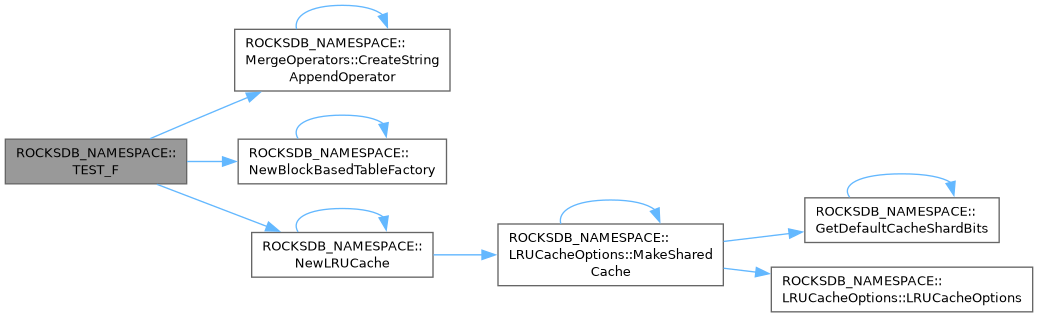 ROCKSDB_NAMESPACE::
MergeOperators::CreateString
AppendOperator
ROCKSDB_NAMESPACE::
TEST_F
ROCKSDB_NAMESPACE::
NewBlockBasedTableFactory
ROCKSDB_NAMESPACE::
NewLRUCache
ROCKSDB_NAMESPACE::
LRUCacheOptions::MakeShared
Cache
ROCKSDB_NAMESPACE::
GetDefaultCacheShardBits
ROCKSDB_NAMESPACE::
LRUCacheOptions::LRUCacheOptions